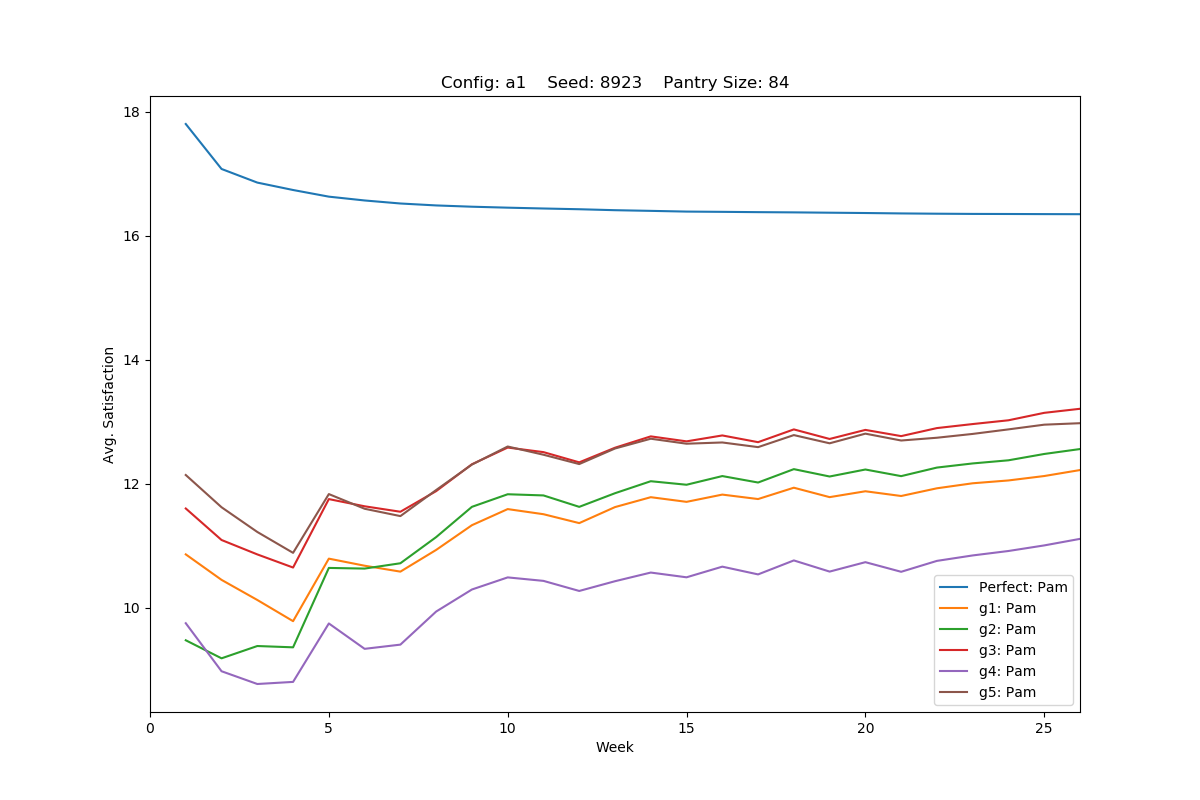 Config: a1    Seed: 8923    Pantry Size: 84
18
16
14
12
10
Avg. Satisfaction
0 5 10 15 20 25
Week
Perfect: Pam
g1: Pam
g2: Pam
g3: Pam
g4: Pam
g5: Pam